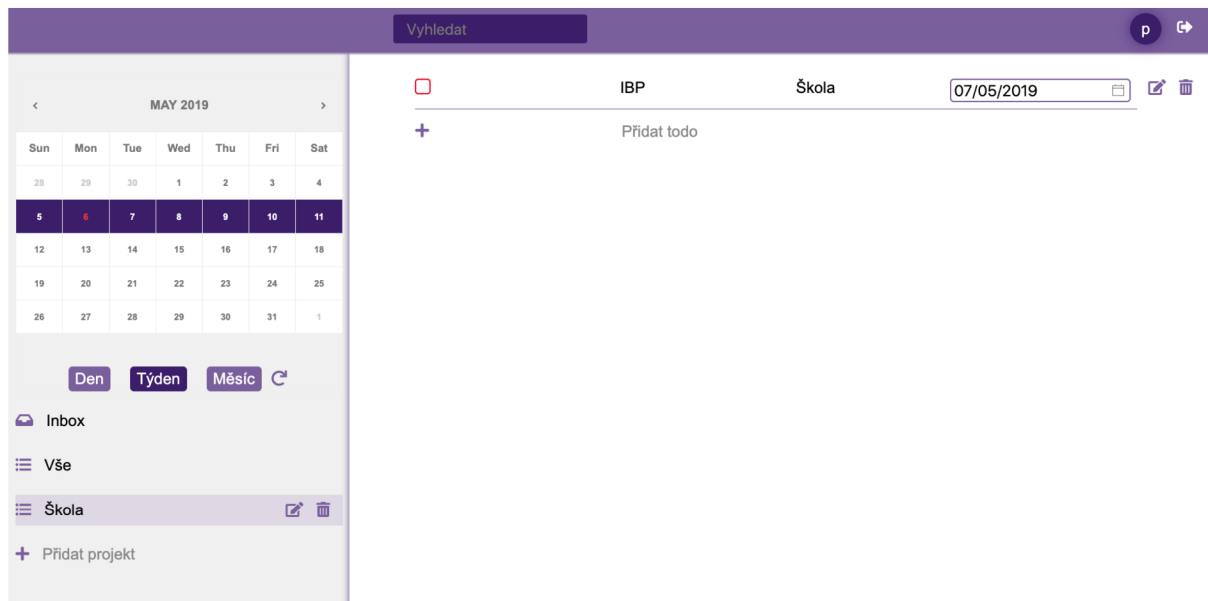 Vyhledat
p
‹ MAY 2019 ›
Sun Mon Tue Wed Thu Fri Sat
28 29 30 1 2 3 4
5 6 7 8 9 10 11
12 13 14 15 16 17 18
19 20 21 22 23 24 25
26 27 28 29 30 31 1
Den Týden Měsíc
Inbox
Vše
Škola
Přidat projekt
IBP Škola 07/05/2019
Přidat todo